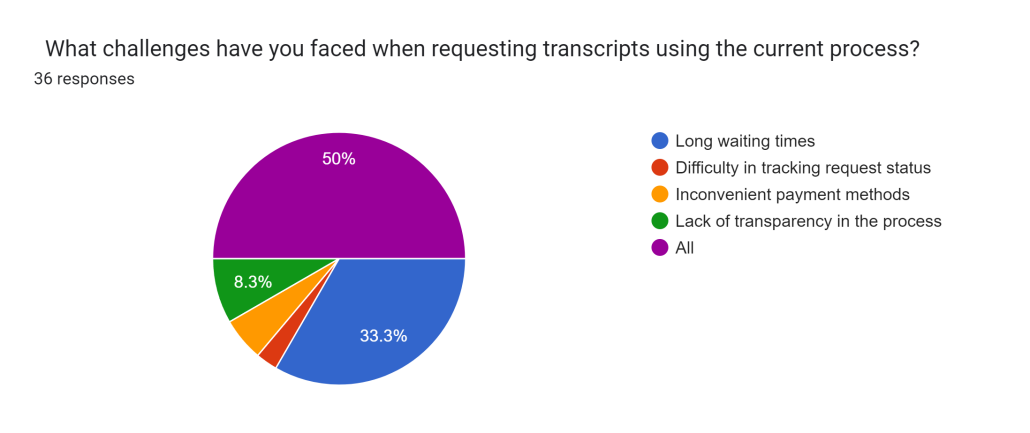 What challenges have you faced when requesting transcripts using the current process?
36 responses
50%
8.3%
33.3%
Long waiting times
Difficulty in tracking request status
Inconvenient payment methods
Lack of transparency in the process
All